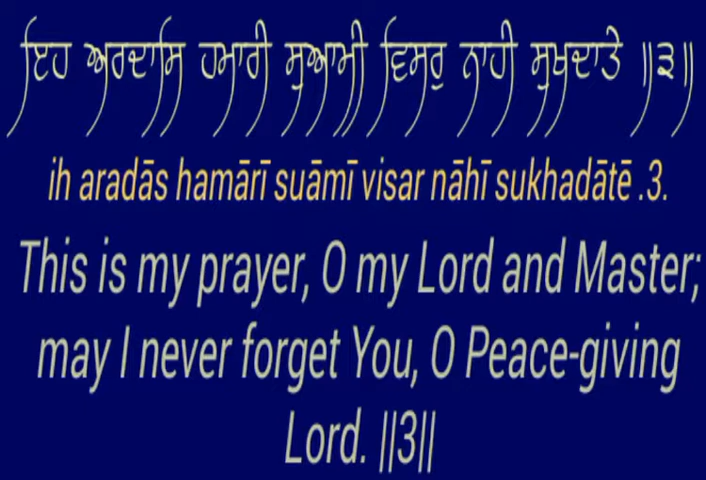 ਇਹ ਅਰਦਾਸਿ ਹਮਾਰੀ ਸੁਆਮੀ ਵਿਸਰੁ ਨਾਹੀ ਸੁਖਦਾਤੇ ॥੩॥
ih aradās hamārī suāmī visar nāhī sukhadātē .3.
This is my prayer, O my Lord and Master;
may I never forget You, O Peace-giving
Lord. ||3||